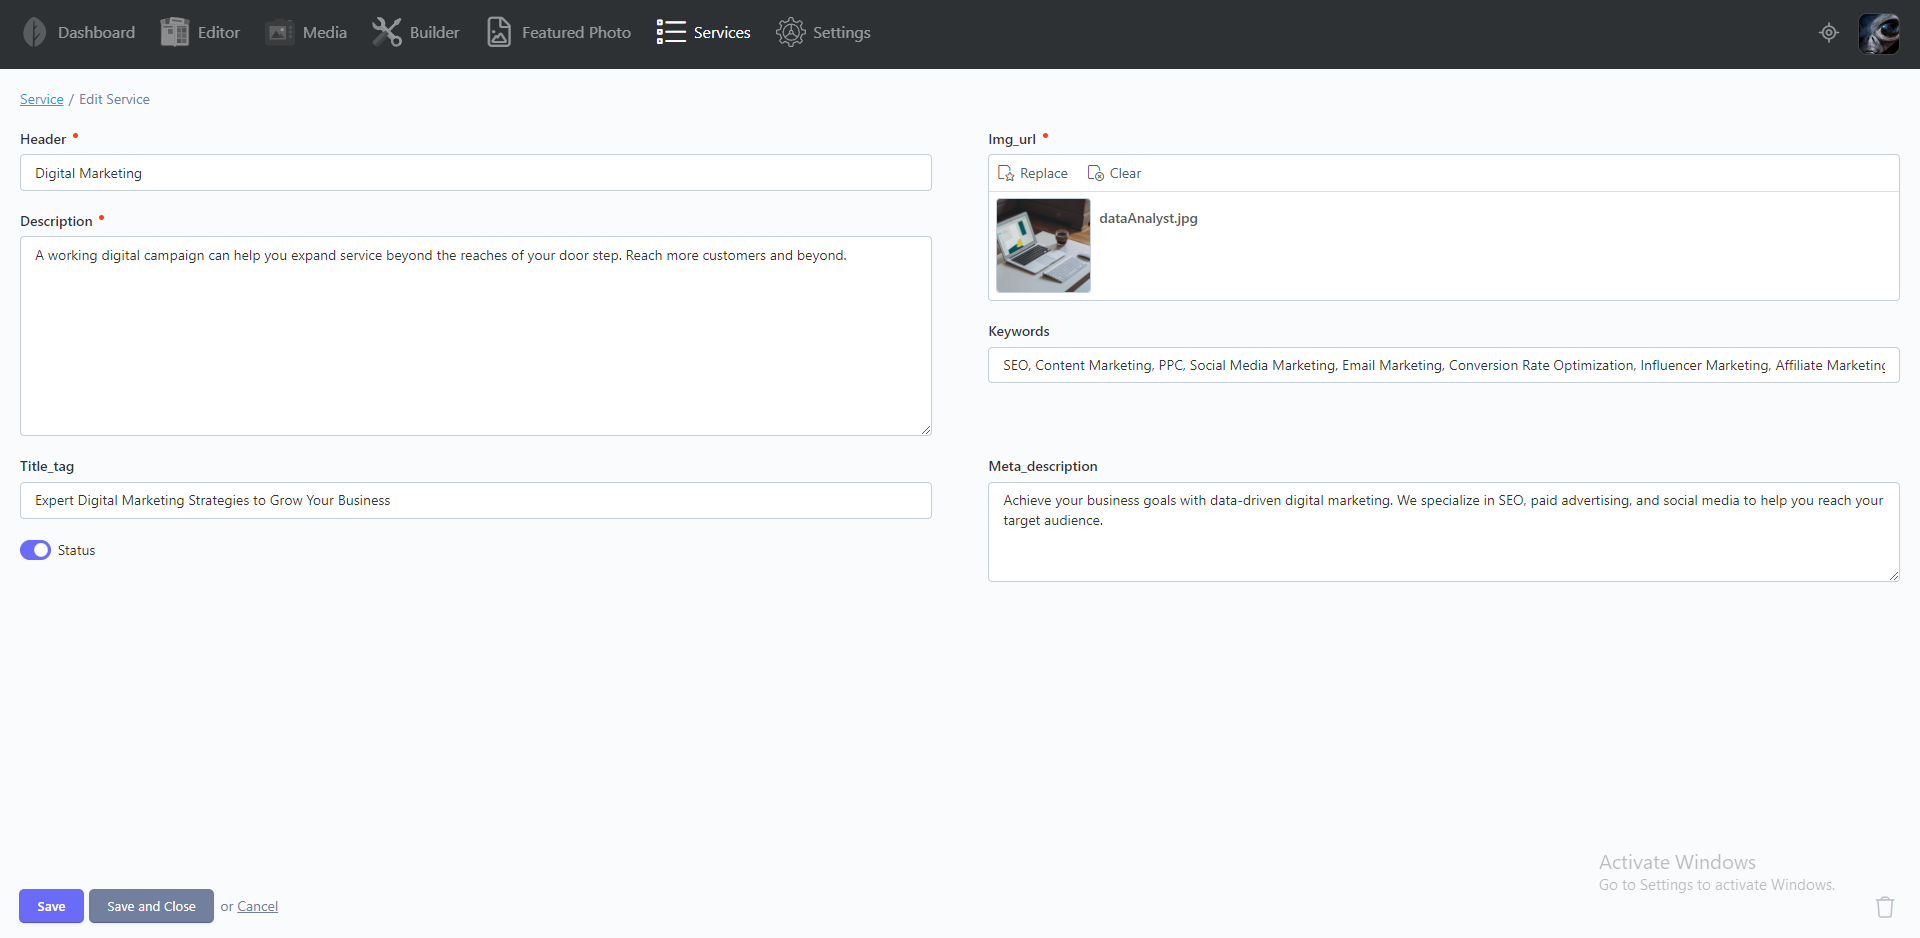 Dashboard
Editor
Media
Builder
Featured Photo
Services
Settings
Service / Edit Service
Header
Digital Marketing
Description
A working digital campaign can help you expand service beyond the reaches of your door step. Reach more customers and beyond.
Title_tag
Expert Digital Marketing Strategies to Grow Your Business
Status
Img_url
Replace
Clear
dataAnalyst.jpg
Keywords
SEO, Content Marketing, PPC, Social Media Marketing, Email Marketing, Conversion Rate Optimization, Influencer Marketing, Affiliate Marketing
Meta_description
Achieve your business goals with data-driven digital marketing. We specialize in SEO, paid advertising, and social media to help you reach your
target audience.
Activate Windows
Go to Settings to activate Windows.
Save
Save and Close
or Cancel